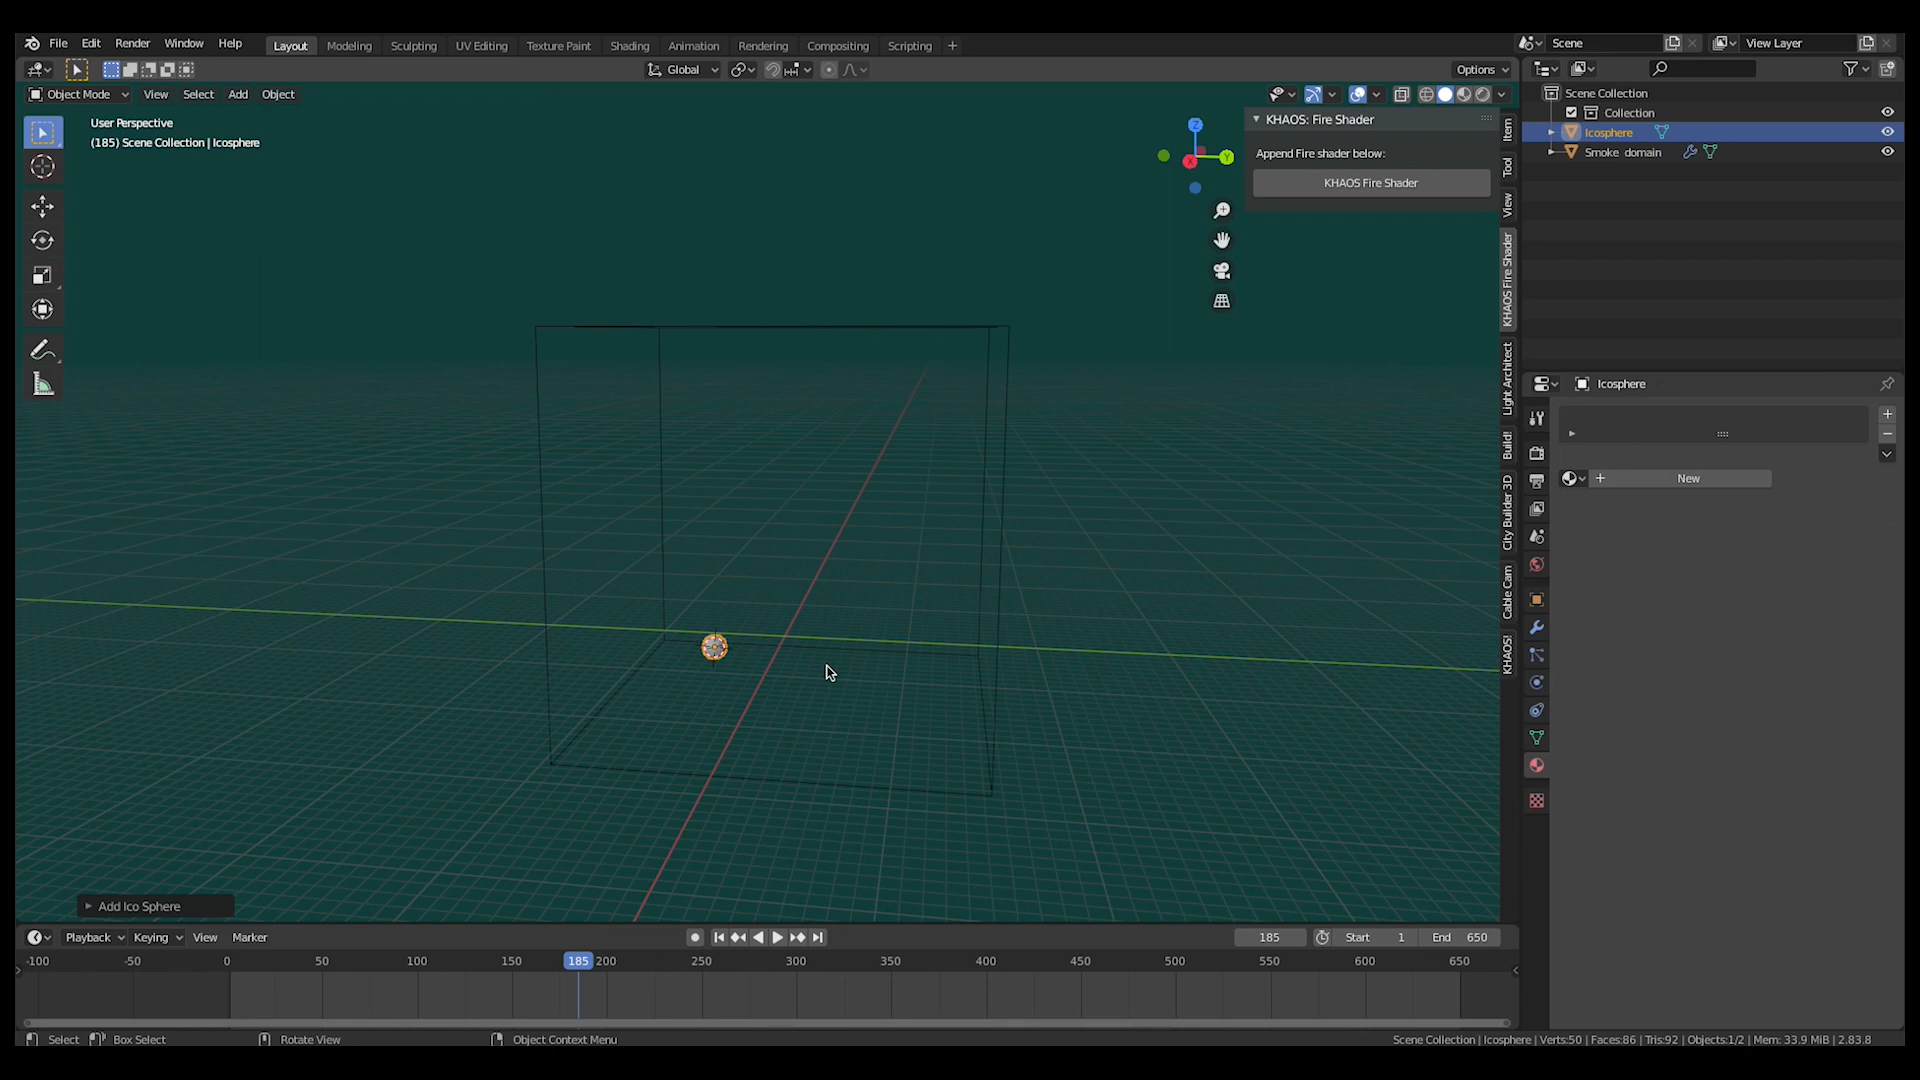 File Edit Render Window Help Layout Modeling Sculpting UV Editing Texture Paint Shading Animation Rendering Compositing Scripting + Scene View Layer
Global Options
Object Mode View Select Add Object
User Perspective
(185) Scene Collection | Icosphere
Z
Y
X
KHAOS: Fire Shader
Append Fire shader below:
KHAOS Fire Shader
Item
Tool
View
KHAOS Fire Shader
Light Architect
Build!
City Builder 3D
Cable Cam
KHAOS!
Scene Collection
Collection
Icosphere
Smoke domain
Icosphere
New
Add Ico Sphere
Playback Keying View Marker 185 Start 1 End 650
-100 -50 0 50 100 150 185 200 250 300 350 400 450 500 550 600 650
Select Box Select Rotate View Object Context Menu Scene Collection | Icosphere | Verts:50 | Faces:86 | Tris:92 | Objects:1/2 | Mem: 33.9 MiB | 2.83.8